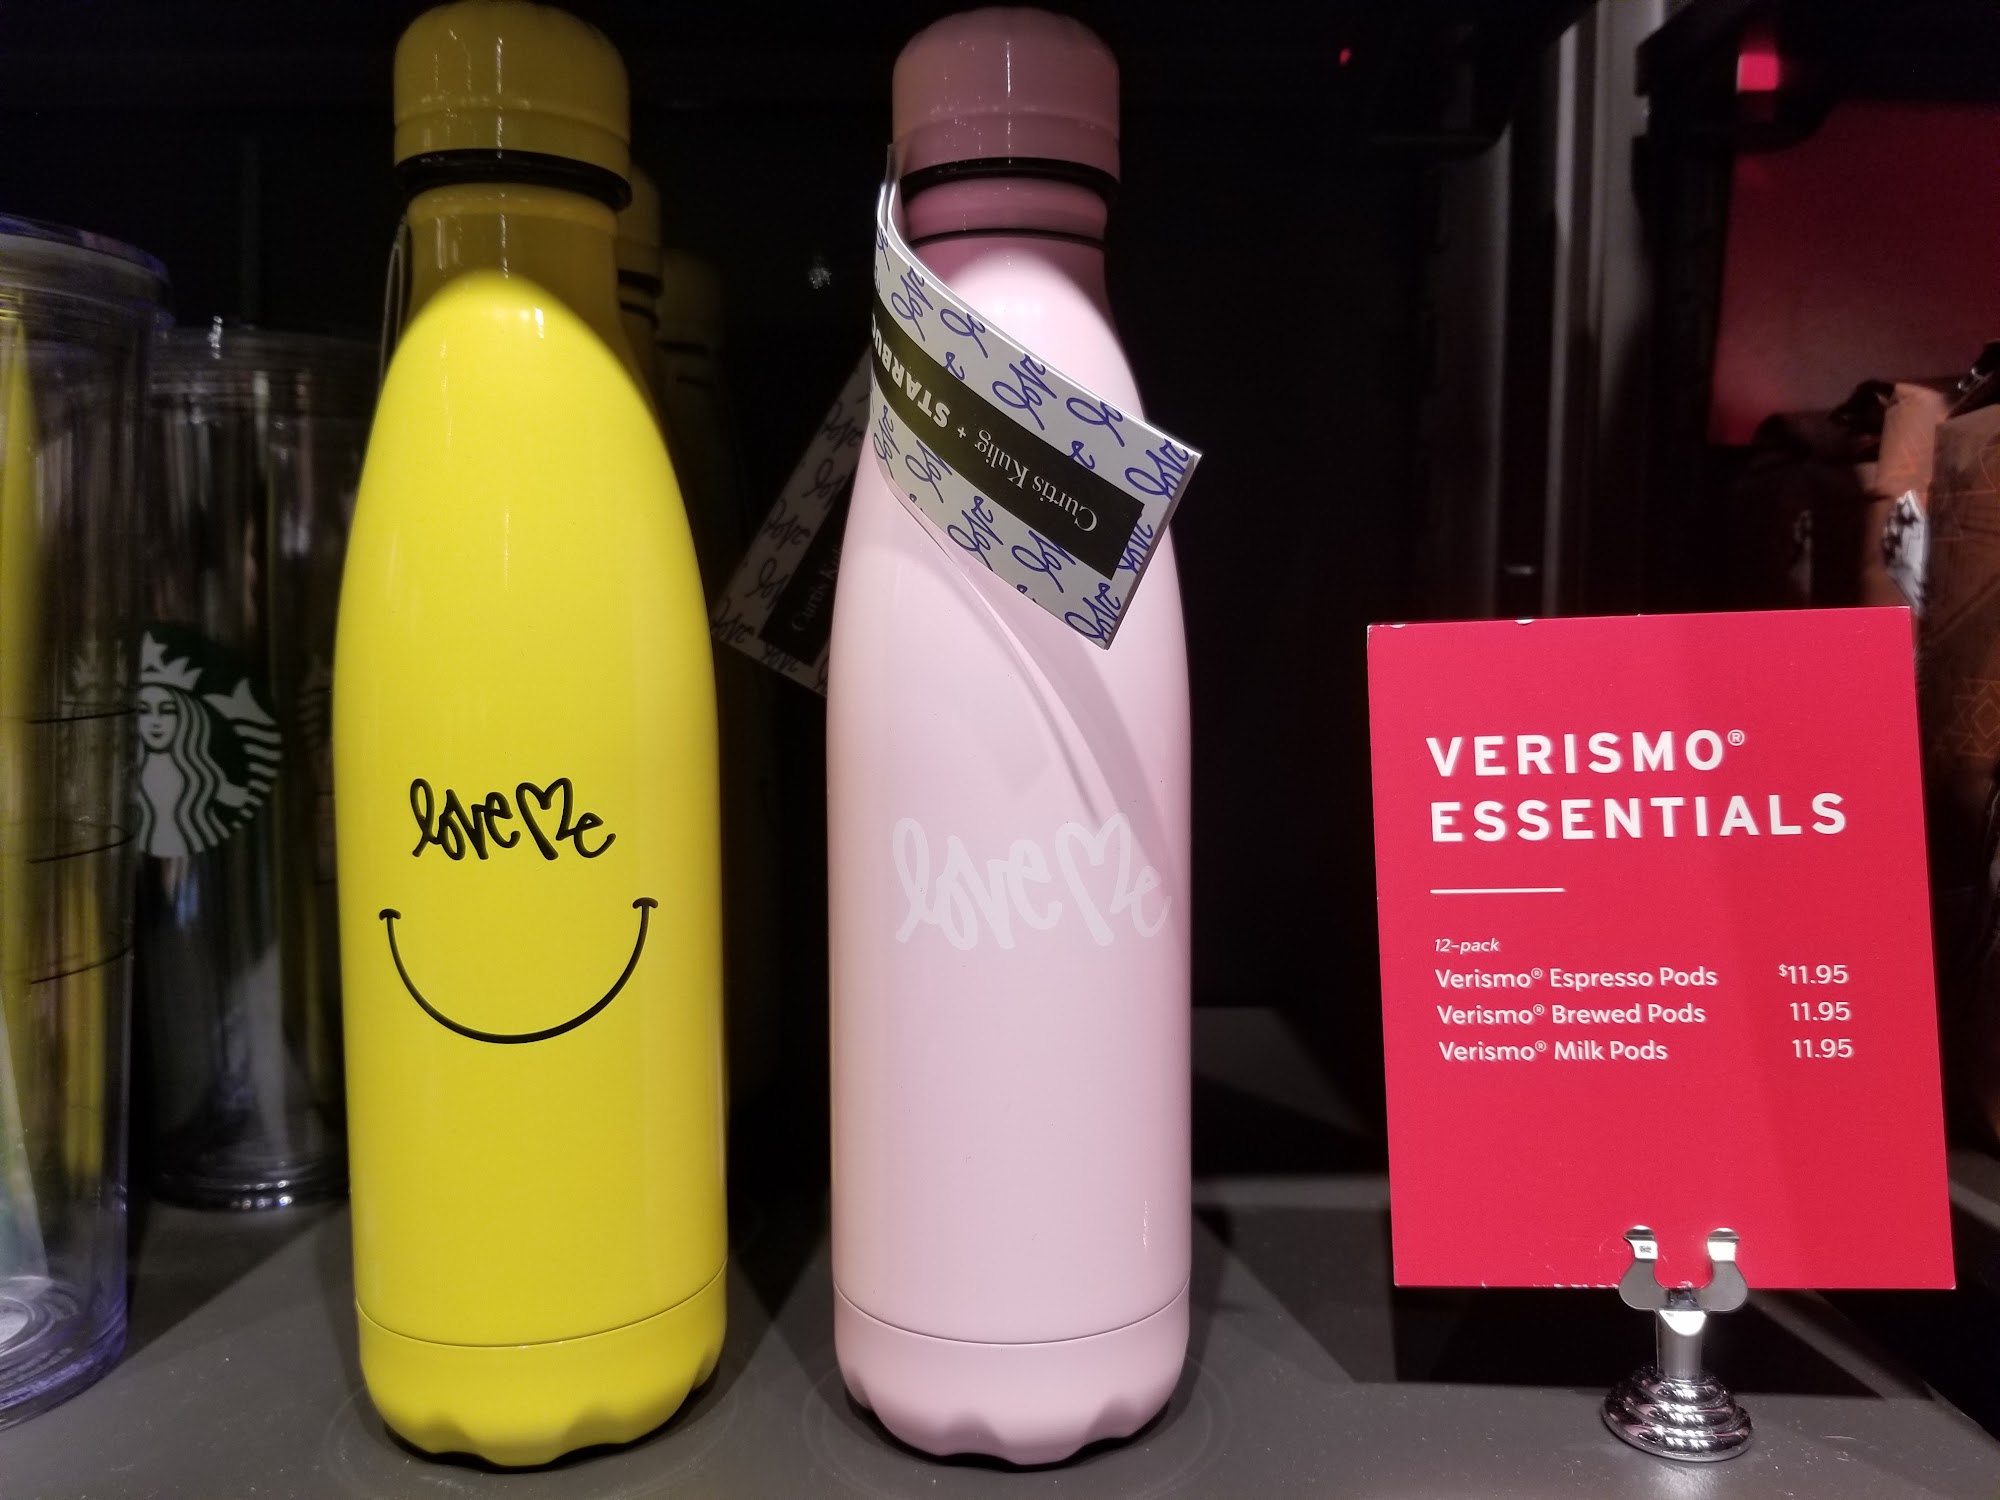 love me
Curtis Kulig + STARBUC
love me
VERISMO®
ESSENTIALS
12-pack
Verismo® Espresso Pods $11.95
Verismo® Brewed Pods 11.95
Verismo® Milk Pods 11.95